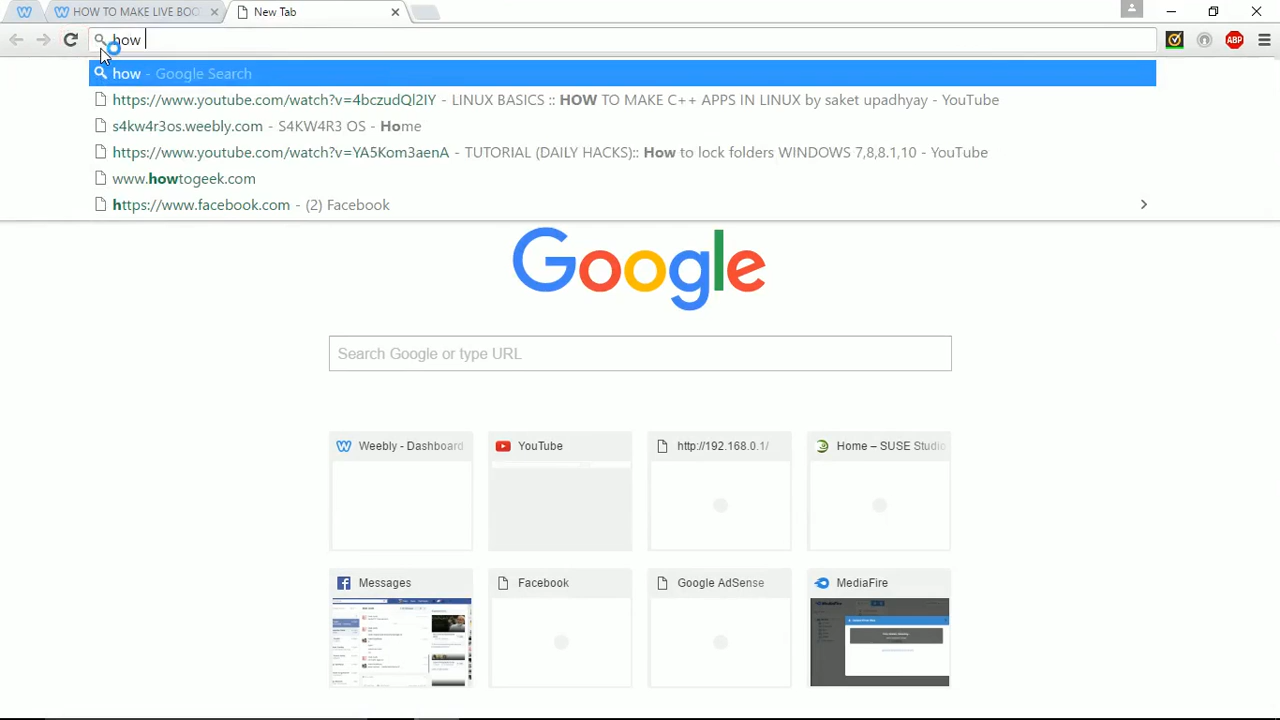 HOW TO MAKE LIVE BOO
New Tab
how
ABP
how - Google Search
https://www.youtube.com/watch?v=4bczudQl2IY - LINUX BASICS :: HOW TO MAKE C++ APPS IN LINUX by saket upadhyay - YouTube
s4kw4r3os.weebly.com - S4KW4R3 OS - Home
https://www.youtube.com/watch?v=YA5Kom3aenA - TUTORIAL (DAILY HACKS):: How to lock folders WINDOWS 7,8,8.1,10 - YouTube
www.howtogeek.com
https://www.facebook.com - (2) Facebook
Google
Search Google or type URL
Weebly - Dashboard
YouTube
http://192.168.0.1/
Home – SUSE Studio
Messages
Facebook
Google AdSense
MediaFire